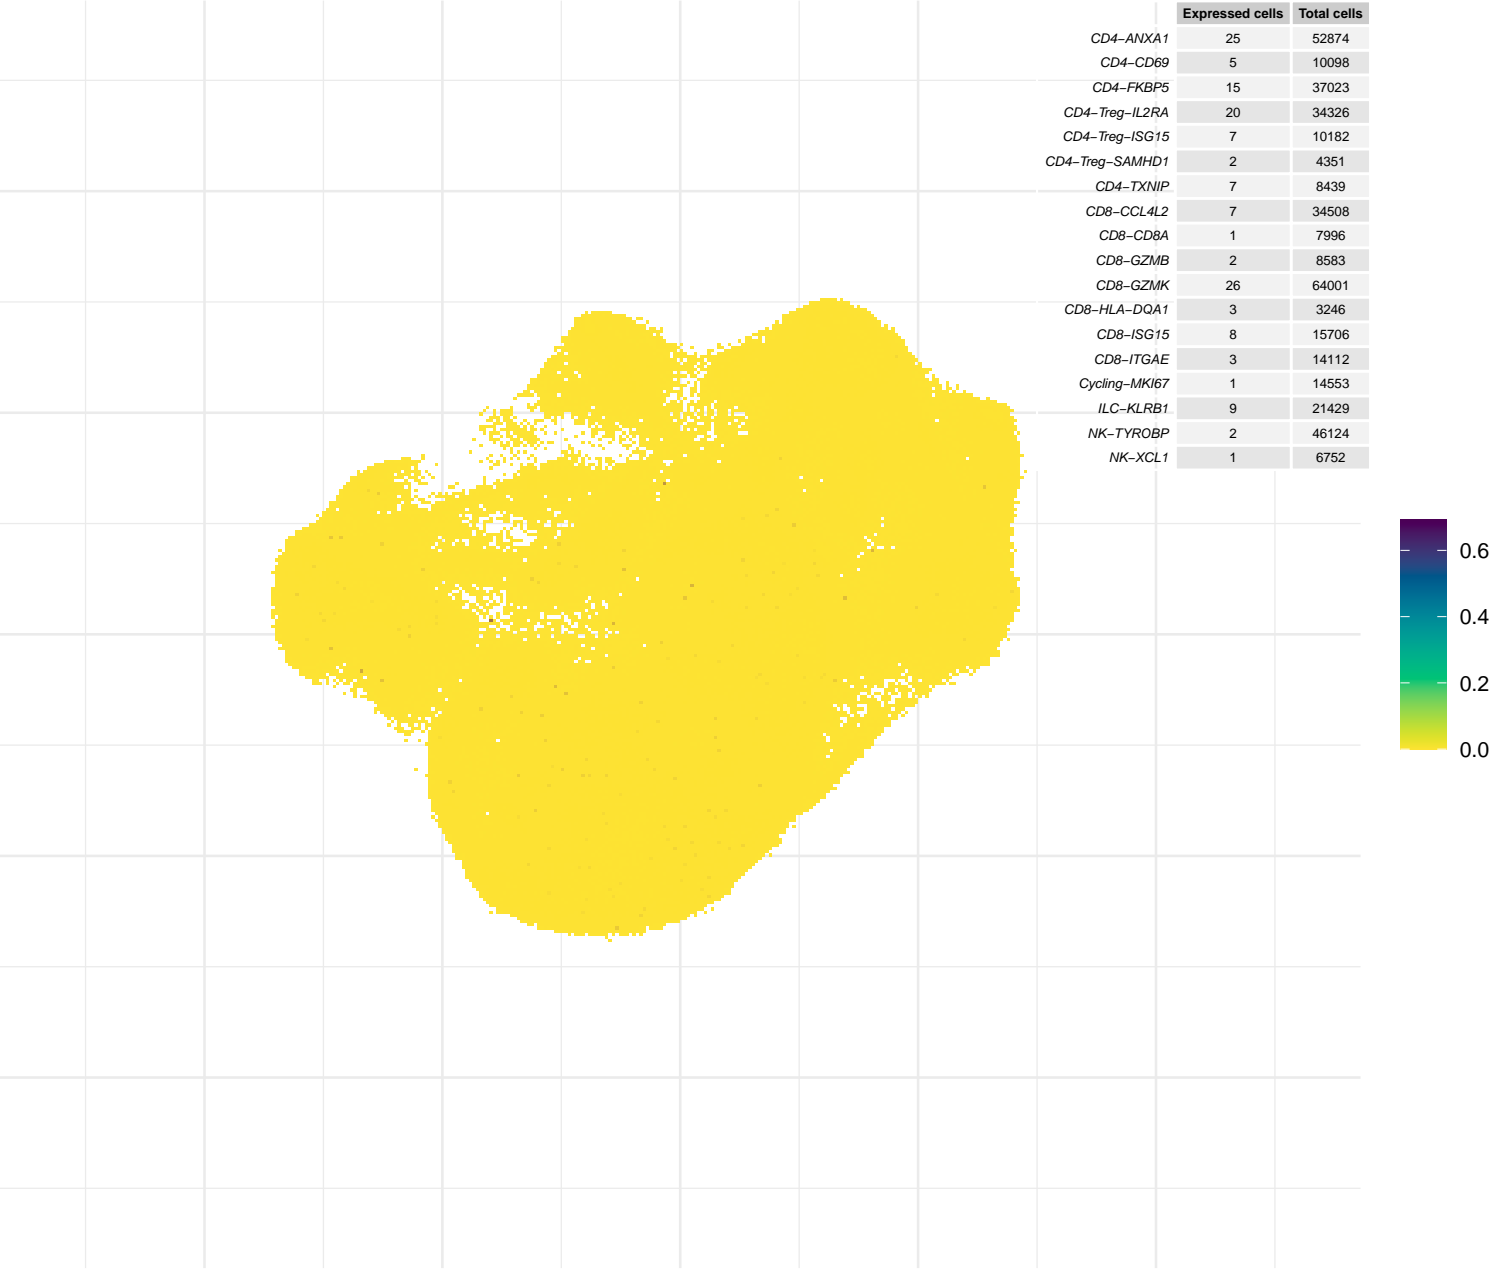 Expressed cells Total cells
CD4−ANXA1 25 52874
CD4−CD69 5 10098
CD4−FKBP5 15 37023
CD4−Treg−IL2RA 20 34326
CD4−Treg−ISG15 7 10182
CD4−Treg−SAMHD1 2 4351
CD4−TXNIP 7 8439
CD8−CCL4L2 7 34508
CD8−CD8A 1 7996
CD8−GZMB 2 8583
CD8−GZMK 26 64001
CD8−HLA−DQA1 3 3246
CD8−ISG15 8 15706
CD8−ITGAE 3 14112
Cycling−MKI67 1 14553
ILC−KLRB1 9 21429
NK−TYROBP 2 46124
NK−XCL1 1 6752
0.6
0.4
0.2
0.0